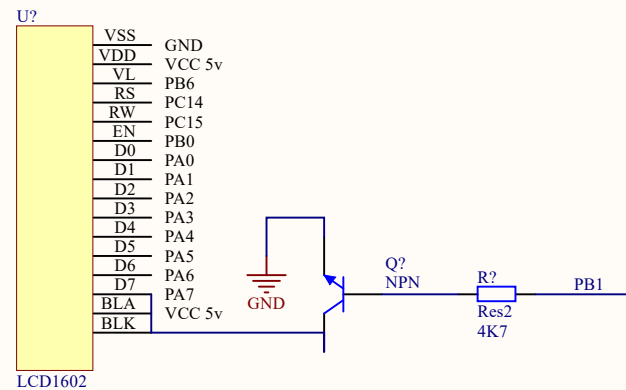 U?
VSS GND
VDD VCC 5v
VL PB6
RS PC14
RW PC15
EN PB0
D0 PA0
D1 PA1
D2 PA2
D3 PA3
D4 PA4
D5 PA5
D6 PA6
D7 PA7
BLA VCC 5v
BLK
LCD1602
GND
Q?
NPN
R?
Res2
4K7
PB1